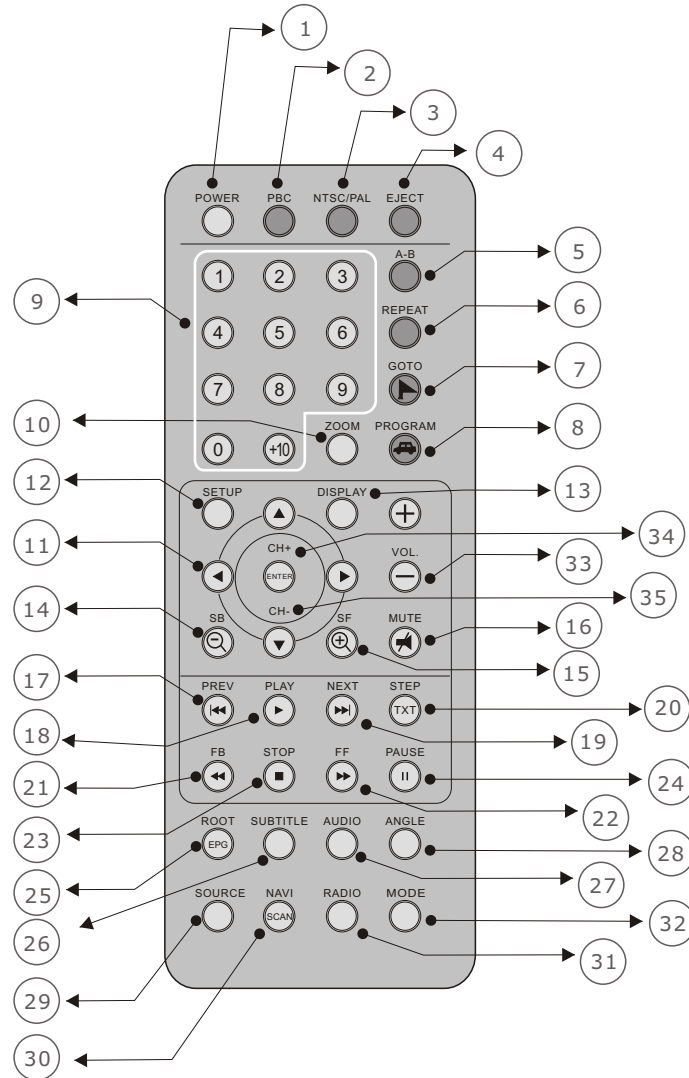 1
2
3
4
POWER PBC NTSC/PAL EJECT
A-B
5
1 2 3
9
REPEAT
6
4 5 6
GOTO
7
7 8 9
10
ZOOM PROGRAM
8
0 +10
12
SETUP DISPLAY
13
+
CH+
34
11
VOL.
ENTER
33
CH-
35
14
SB SF MUTE
16
15
17
PREV PLAY NEXT STEP
TXT
20
18
19
FB STOP FF PAUSE
21
24
22
23
ROOT SUBTITLE AUDIO ANGLE
EPG
28
25
27
26
SOURCE NAVI RADIO MODE
SCAN
32
31
29
30